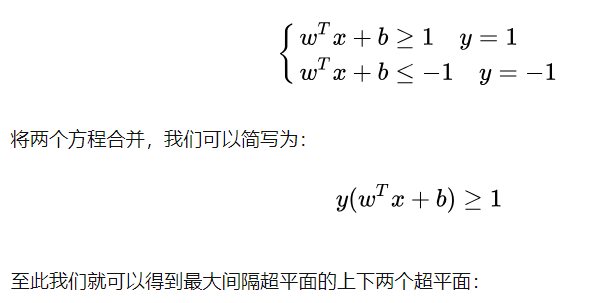 { w^T x + b ≥ 1 y = 1
w^T x + b ≤ −1 y = −1
将两个方程合并，我们可以简写为：
y(w^T x + b) ≥ 1
至此我们就可以得到最大间隔超平面的上下两个超平面：